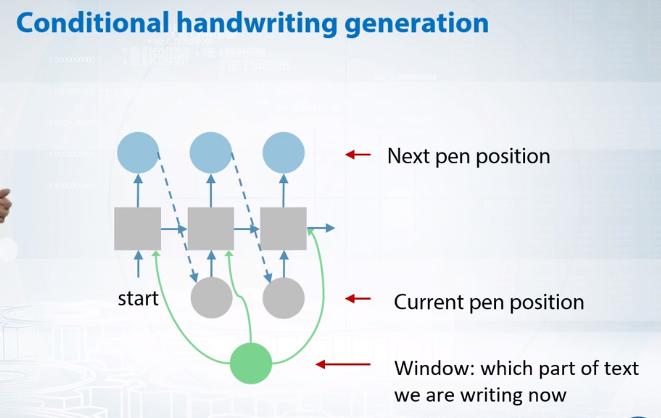 Conditional handwriting generation
Next pen position
start
Current pen position
Window: which part of text
we are writing now